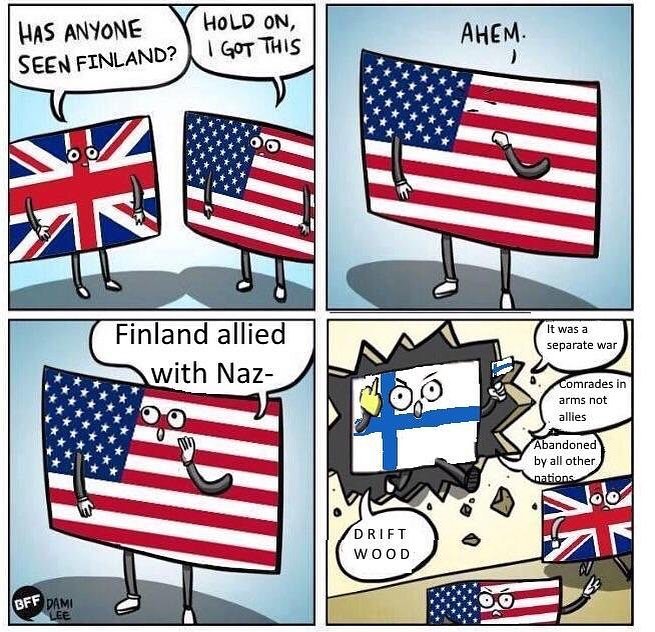 HAS ANYONE
SEEN FINLAND?
HOLD ON,
I GOT THIS
AHEM.
Finland allied
with Naz-
BFF
DAMI
LEE
It was a
separate war
Comrades in
arms not
allies
Abandoned
by all other
nations
DRIFT
WOOD